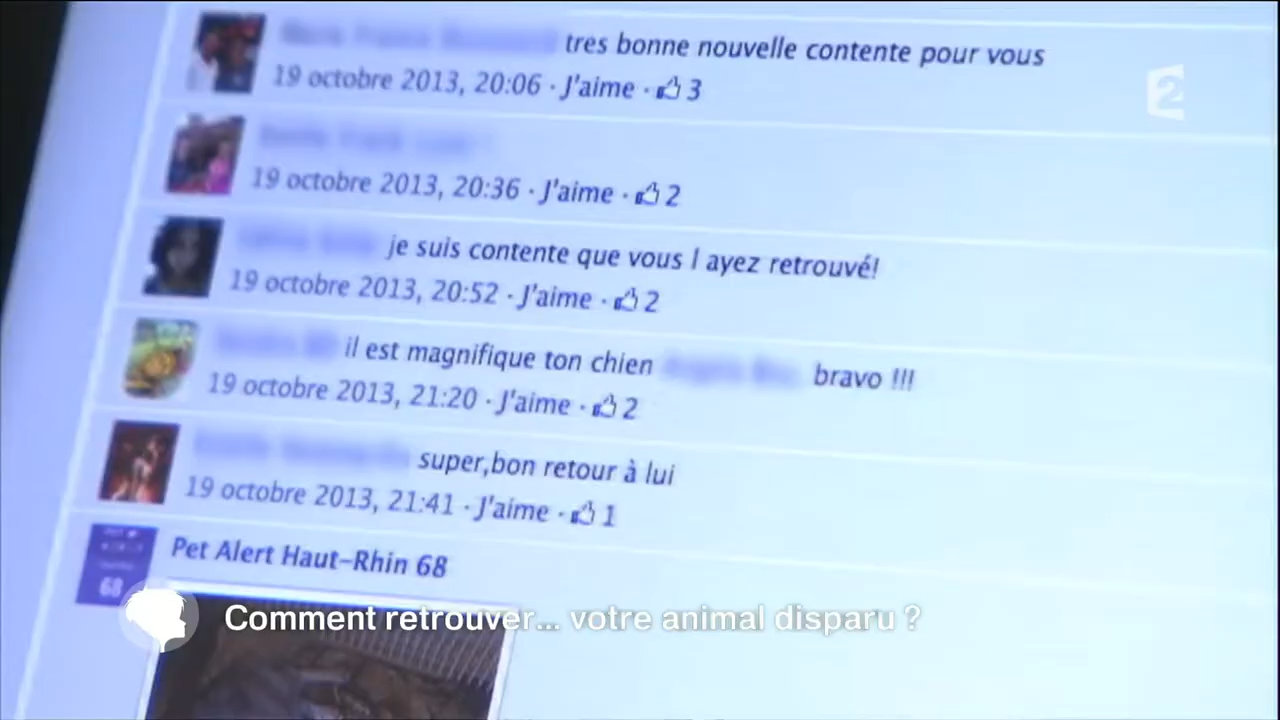 tres bonne nouvelle contente pour vous
19 octobre 2013, 20:06 · J'aime · 3
2
19 octobre 2013, 20:36 · J'aime · 2
je suis contente que vous l ayez retrouvé!
19 octobre 2013, 20:52 · J'aime · 2
il est magnifique ton chien bravo !!!
19 octobre 2013, 21:20 · J'aime · 2
super,bon retour à lui
19 octobre 2013, 21:41 · J'aime · 1
Pet Alert Haut-Rhin 68
68
Comment retrouver... votre animal disparu ?